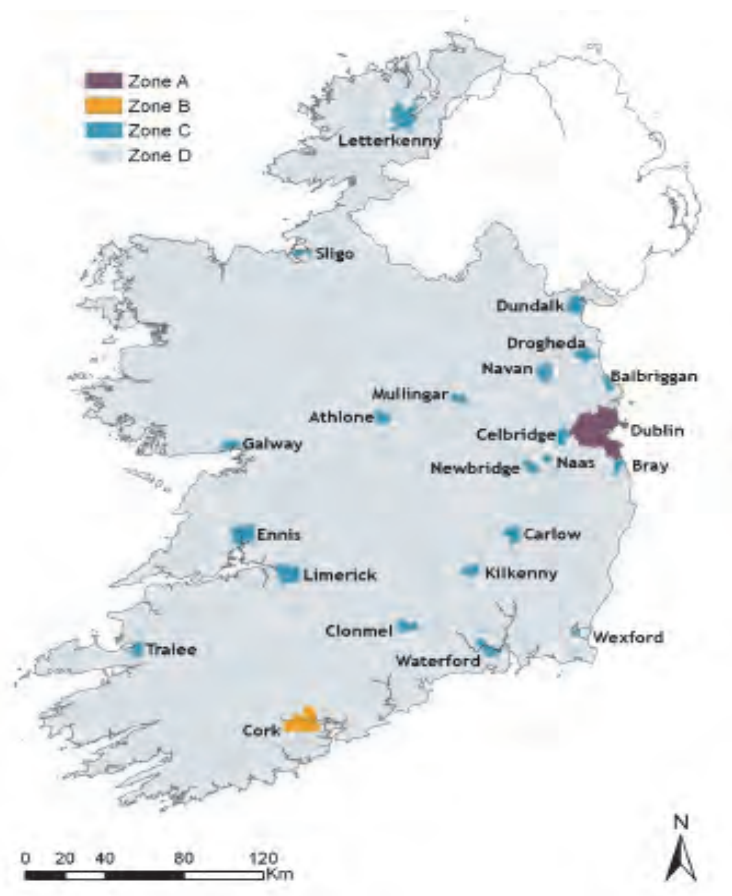 Zone A
Zone B
Zone C
Zone D
Letterkenny
Sligo
Dundalk
Drogheda
Navan
Balbriggan
Mullingar
Athlone
Celbridge
Dublin
Galway
Newbridge
Naas
Bray
Ennis
Carlow
Limerick
Kilkenny
Clonmel
Wexford
Tralee
Waterford
Cork
N
0 20 40 80 120
Km